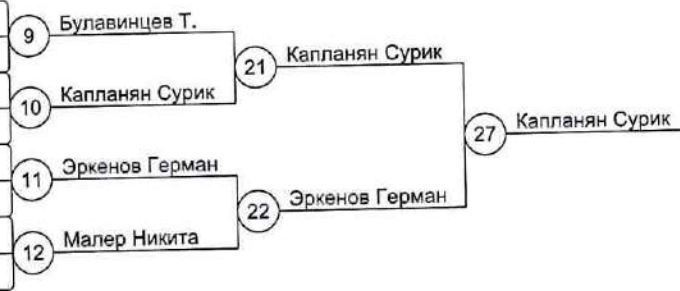 9 Булавинцев Т.
21 Капланян Сурик
10 Капланян Сурик
27 Капланян Сурик
11 Эркенов Герман
22 Эркенов Герман
12 Малер Никита